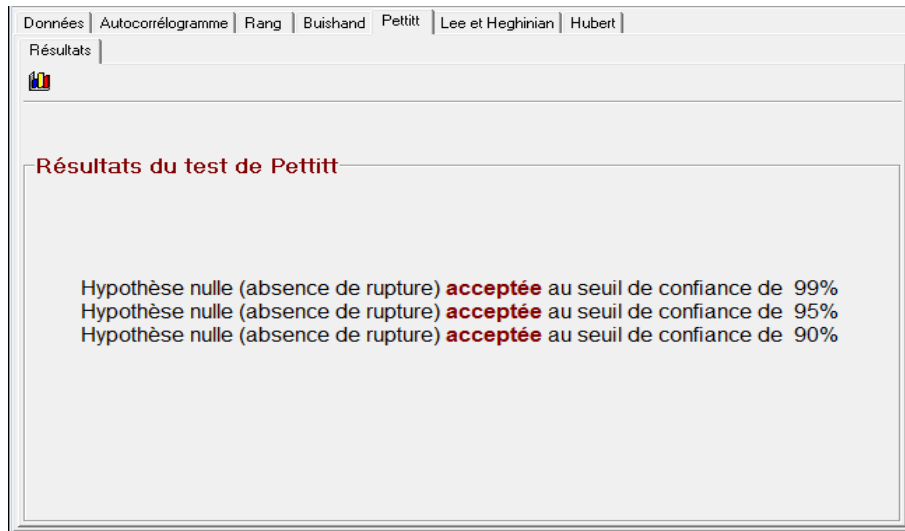 Données Autocorrélogramme Rang Buishand Pettitt Lee et Heghinian Hubert
Résultats
Résultats du test de Pettitt
Hypothèse nulle (absence de rupture) acceptée au seuil de confiance de 99%
Hypothèse nulle (absence de rupture) acceptée au seuil de confiance de 95%
Hypothèse nulle (absence de rupture) acceptée au seuil de confiance de 90%